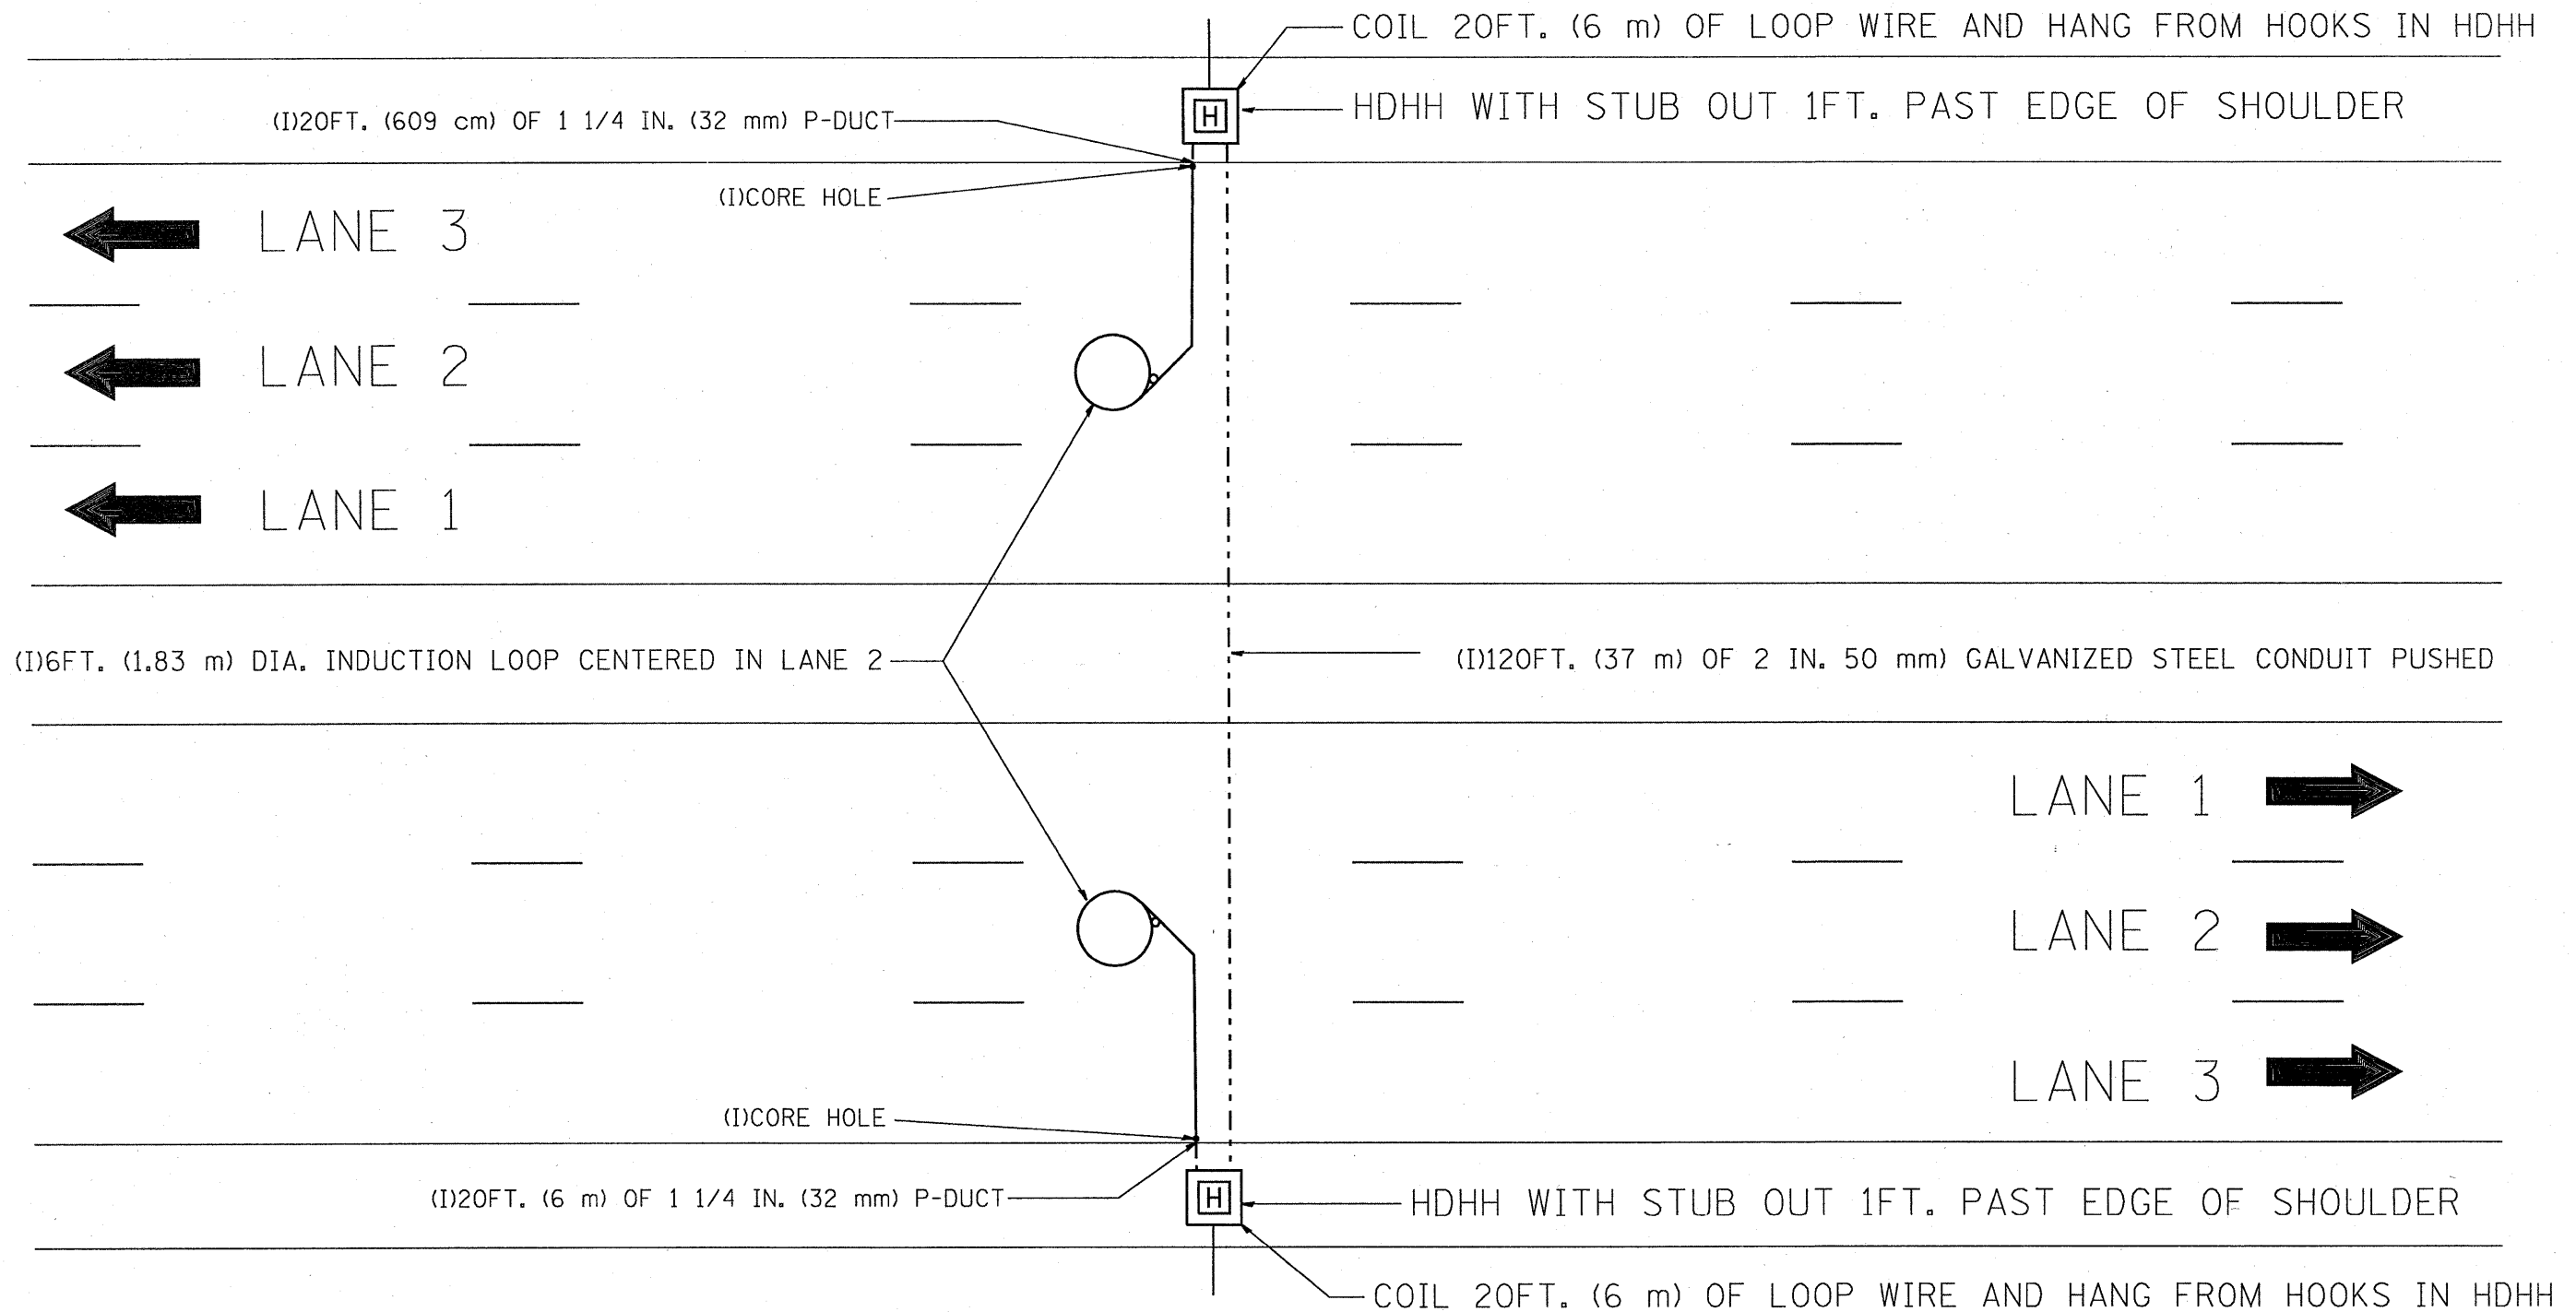 COIL 20FT. (6 m) OF LOOP WIRE AND HANG FROM HOOKS IN HDHH
(I)20FT. (609 cm) OF 1 1/4 IN. (32 mm) P-DUCT
H
HDHH WITH STUB OUT 1FT. PAST EDGE OF SHOULDER
(I)CORE HOLE
LANE 3
LANE 2
LANE 1
(I)6FT. (1.83 m) DIA. INDUCTION LOOP CENTERED IN LANE 2
(I)120FT. (37 m) OF 2 IN. 50 mm) GALVANIZED STEEL CONDUIT PUSHED
LANE 1
LANE 2
LANE 3
(I)CORE HOLE
(I)20FT. (6 m) OF 1 1/4 IN. (32 mm) P-DUCT
H
HDHH WITH STUB OUT 1FT. PAST EDGE OF SHOULDER
COIL 20FT. (6 m) OF LOOP WIRE AND HANG FROM HOOKS IN HDHH